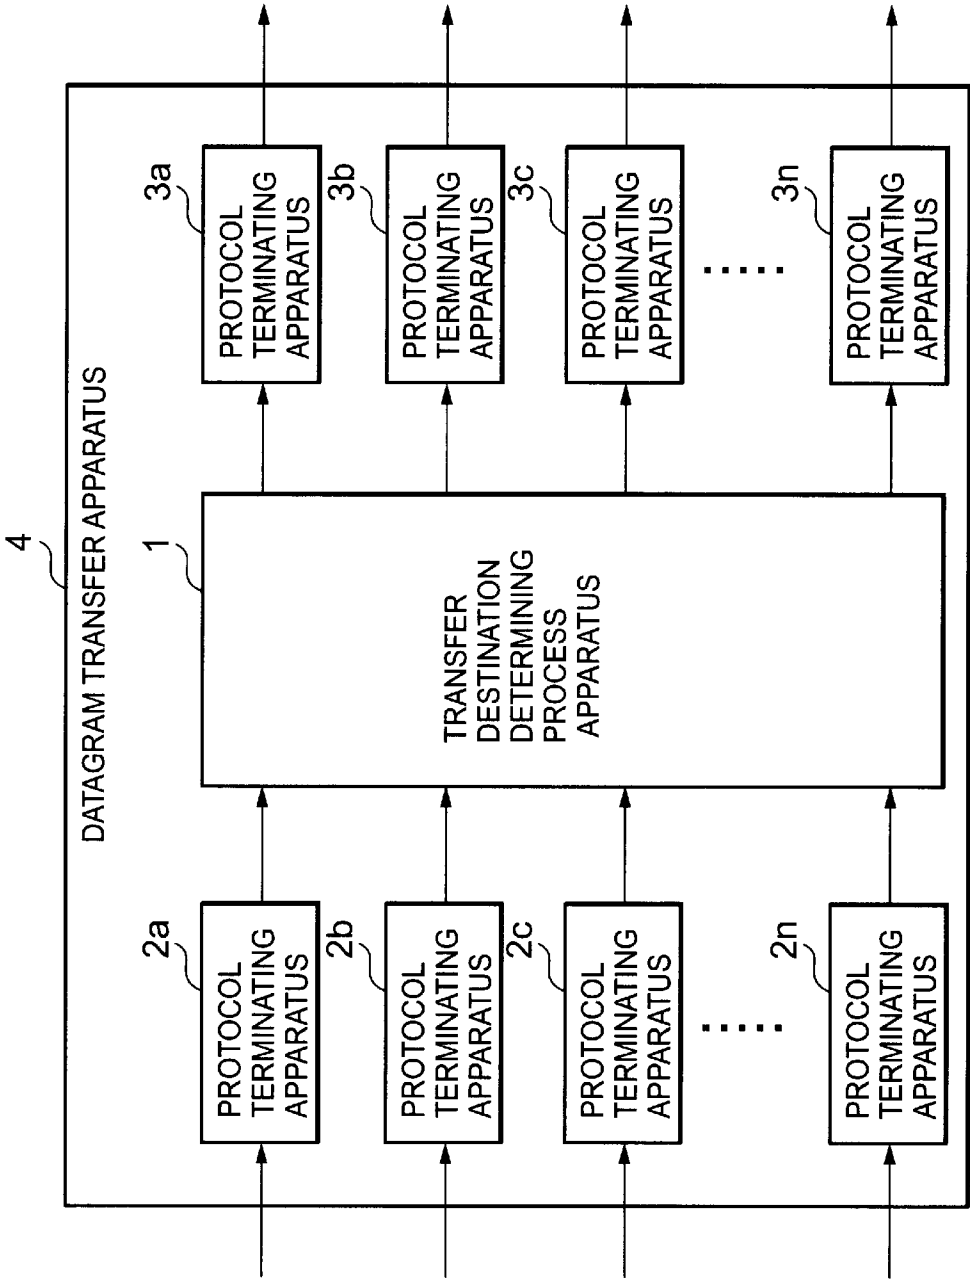 4
DATAGRAM TRANSFER APPARATUS
2a
PROTOCOL
TERMINATING
APPARATUS
1
TRANSFER
DESTINATION
DETERMINING
PROCESS
APPARATUS
3a
PROTOCOL
TERMINATING
APPARATUS
2b
PROTOCOL
TERMINATING
APPARATUS
3b
PROTOCOL
TERMINATING
APPARATUS
2c
PROTOCOL
TERMINATING
APPARATUS
3c
PROTOCOL
TERMINATING
APPARATUS
2n
PROTOCOL
TERMINATING
APPARATUS
3n
PROTOCOL
TERMINATING
APPARATUS